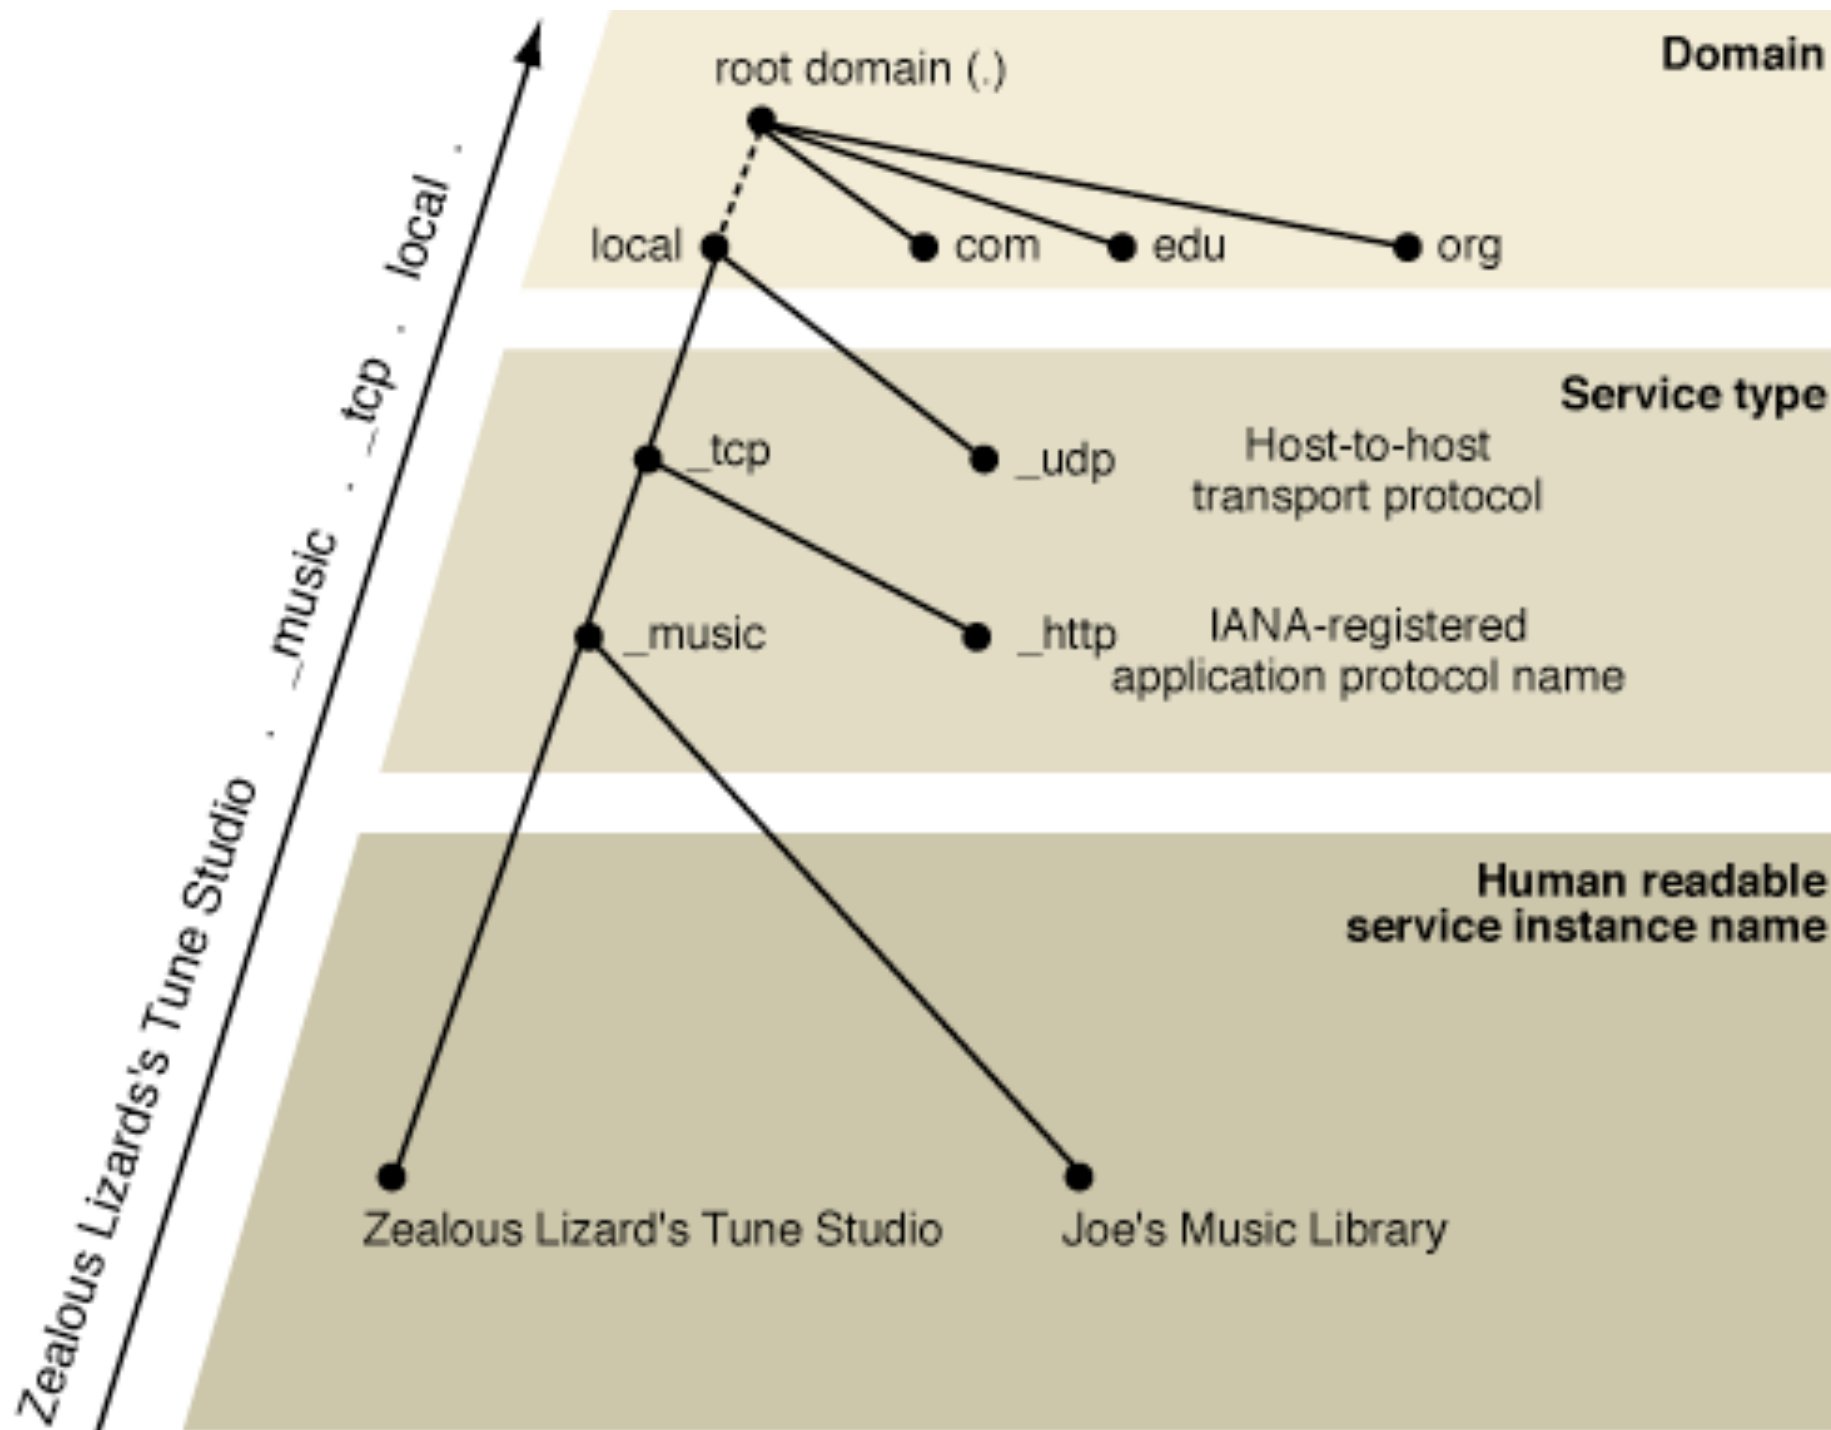 Domain
root domain (.)
local
com
edu
org
Service type
_tcp
_udp
Host-to-host
transport protocol
_music
_http
IANA-registered
application protocol name
Human readable
service instance name
Zealous Lizard's Tune Studio
Joe's Music Library
Zealous Lizards's Tune Studio . _music . _tcp . local .